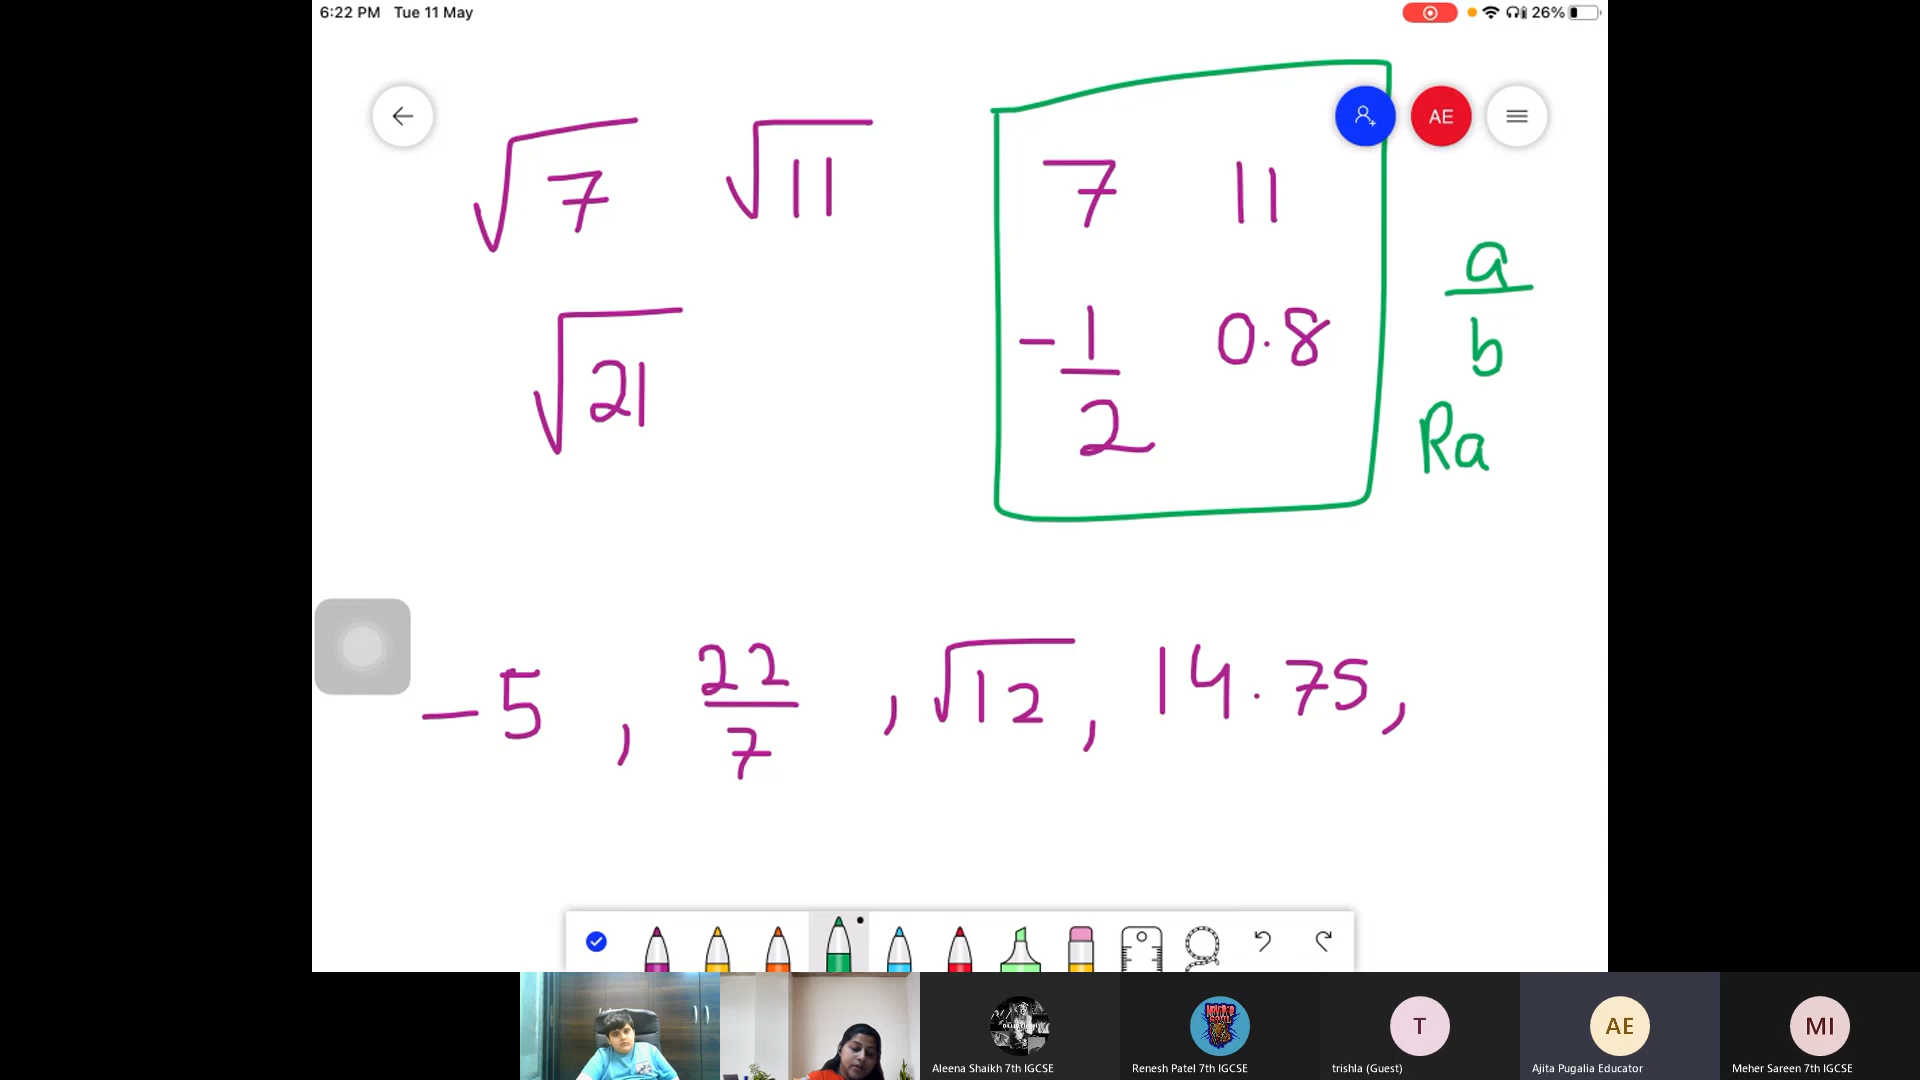 6:22 PM Tue 11 May
26%
AE
√7 √11 7 11
a/b
√21 -1/2 0.8
Ra
-5 , 22/7 , √12 , 14.75 ,
Aleena Shaikh 7th IGCSE
Renesh Patel 7th IGCSE
T
trishla (Guest)
AE
Ajita Pugalia Educator
MI
Meher Sareen 7th IGCSE